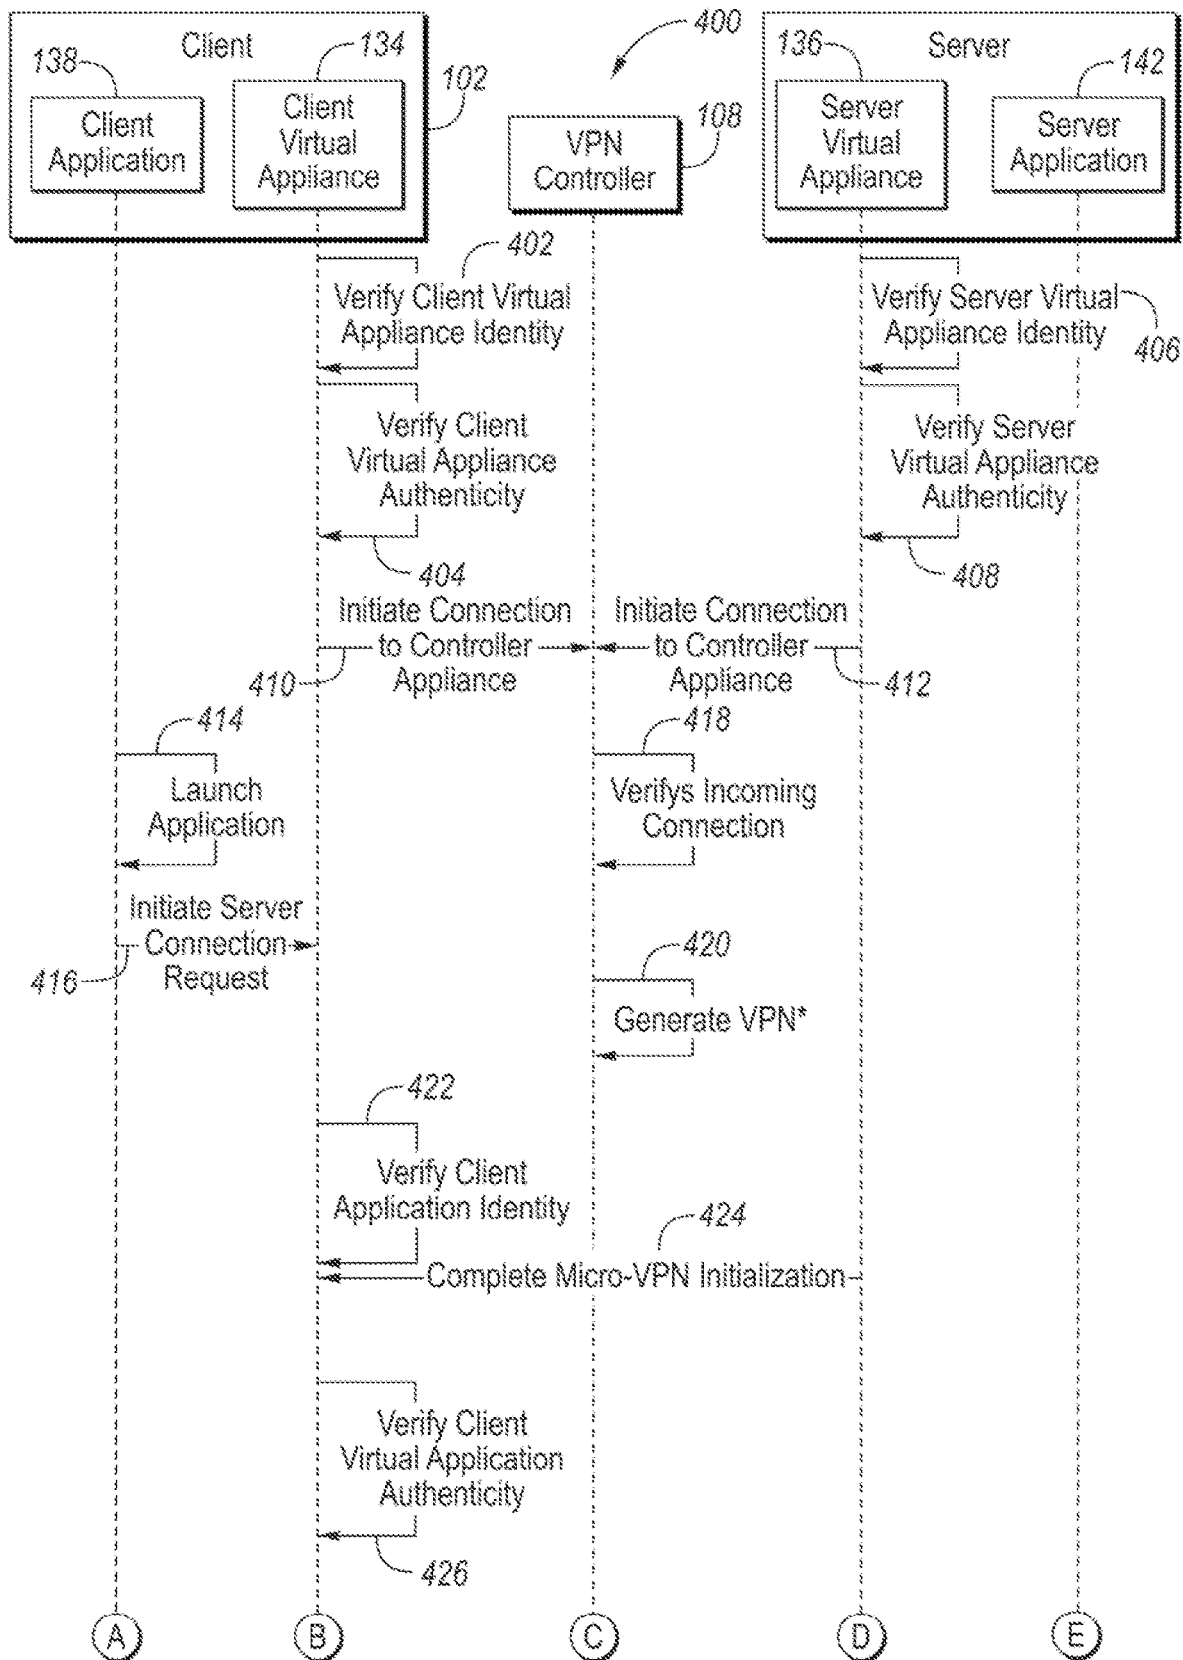 400
Client
Server
138
134
102
136
142
108
Client
Application
Client
Virtual
Appliance
VPN
Controller
Server
Virtual
Appliance
Server
Application
402
Verify Client Virtual
Appliance Identity
Verify Server Virtual
Appliance Identity
406
Verify Client
Virtual Appliance
Authenticity
404
Verify Server
Virtual Appliance
Authenticity
408
Initiate Connection
to Controller
Appliance
410
Initiate Connection
to Controller
Appliance
412
414
Launch
Application
418
Verifys Incoming
Connection
Initiate Server
Connection
Request
416
420
Generate VPN*
422
Verify Client
Application Identity
424
Complete Micro-VPN Initialization
Verify Client
Virtual Application
Authenticity
426
A
B
C
D
E